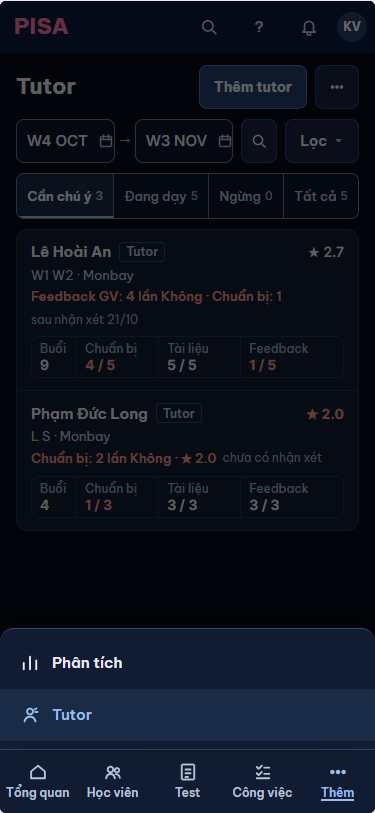 PISA ? KV
Tutor Thêm tutor
W4 OCT → W3 NOV Lọc
Cần chú ý 3 Đang dạy 5 Ngừng 0 Tất cả 5
Lê Hoài An Tutor ★ 2.7
W1 W2 · Monbay
Feedback GV: 4 lần Không · Chuẩn bị: 1
sau nhận xét 21/10
Buổi Chuẩn bị Tài liệu Feedback
9 4 / 5 5 / 5 1 / 5
Phạm Đức Long Tutor ★ 2.0
L S · Monbay
Chuẩn bị: 2 lần Không · ★ 2.0 chưa có nhận xét
Buổi Chuẩn bị Tài liệu Feedback
4 1 / 3 3 / 3 3 / 3
Phân tích
Tutor
Tổng quan Học viên Test Công việc Thêm